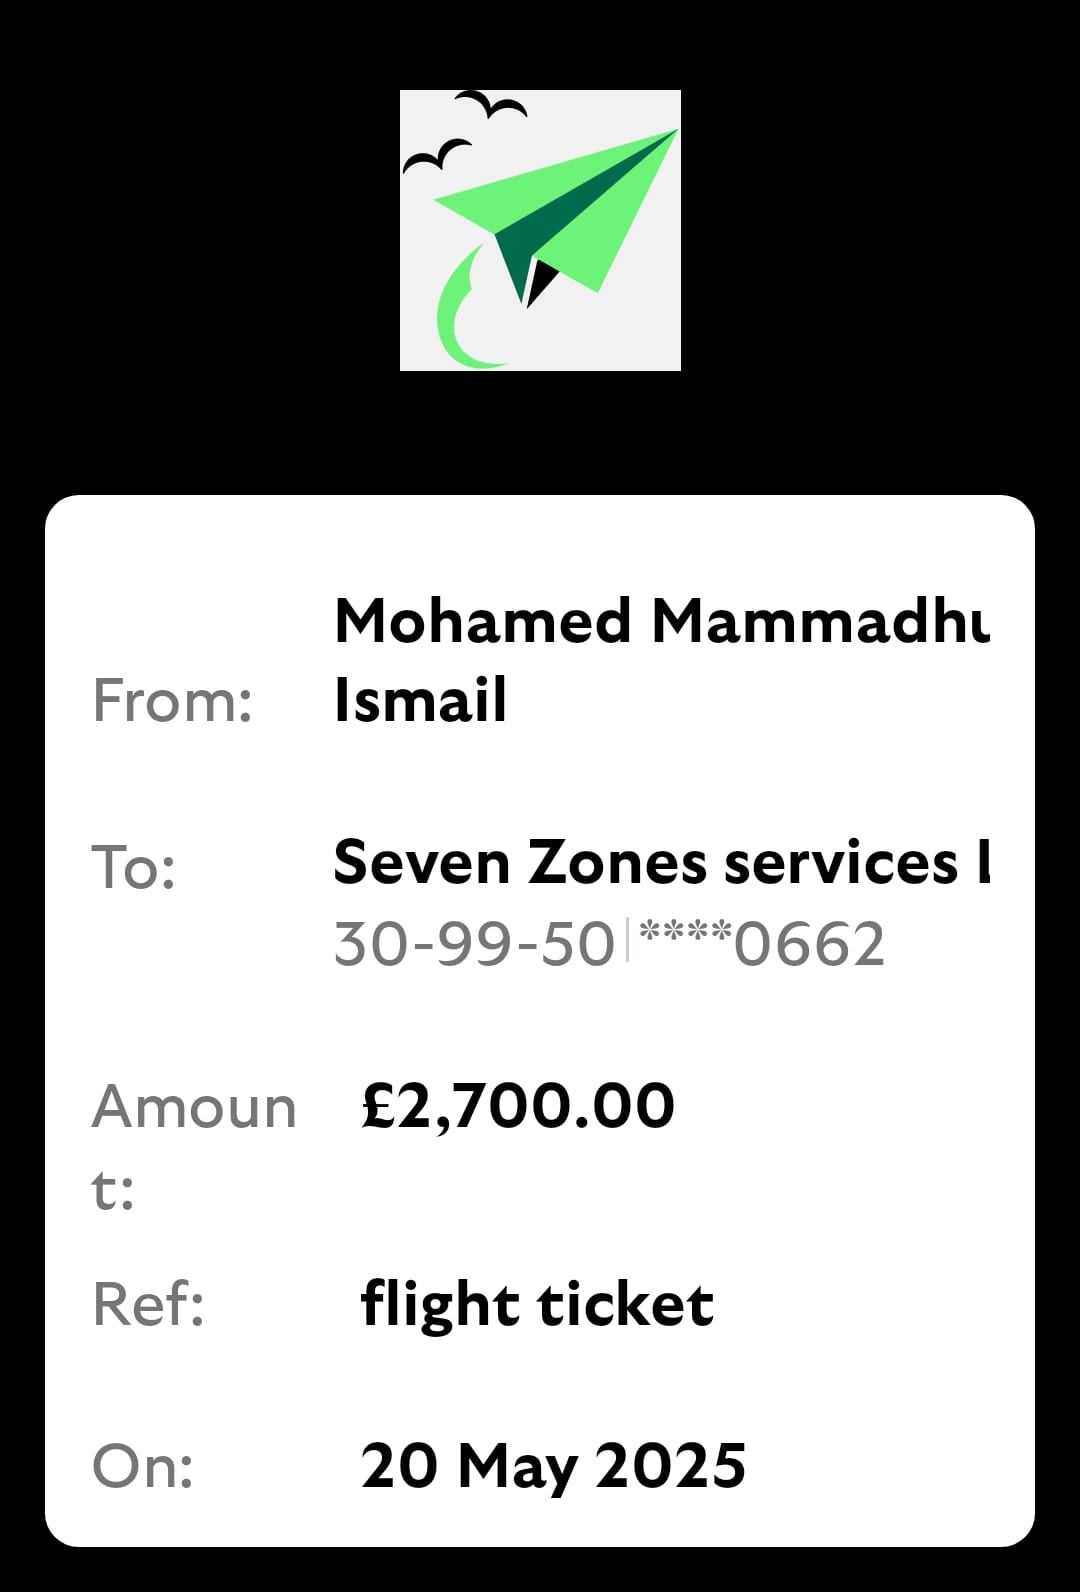 Mohamed Mammadhu
From: Ismail
To: Seven Zones services
30-99-50 ****0662
Amoun £2,700.00
t:
Ref: flight ticket
On: 20 May 2025